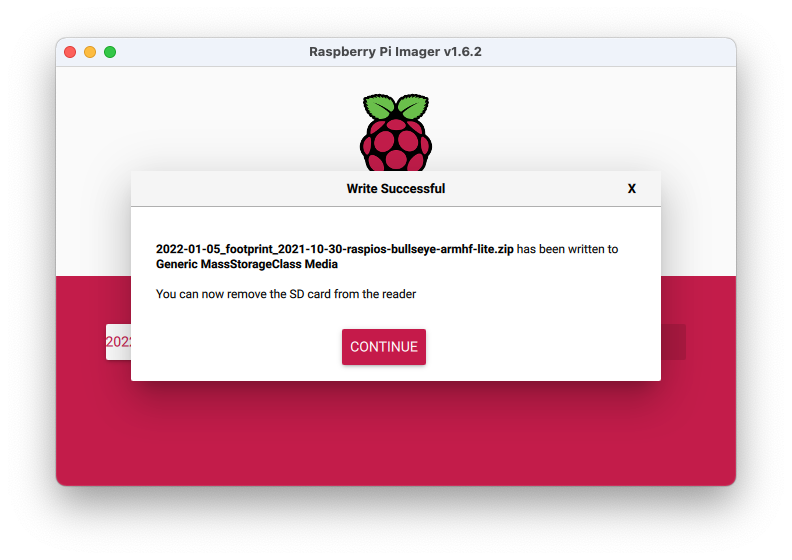 Raspberry Pi Imager v1.6.2
Write Successful
X
2022-01-05_footprint_2021-10-30-raspios-bullseye-armhf-lite.zip has been written to
Generic MassStorageClass Media
You can now remove the SD card from the reader
202
CONTINUE